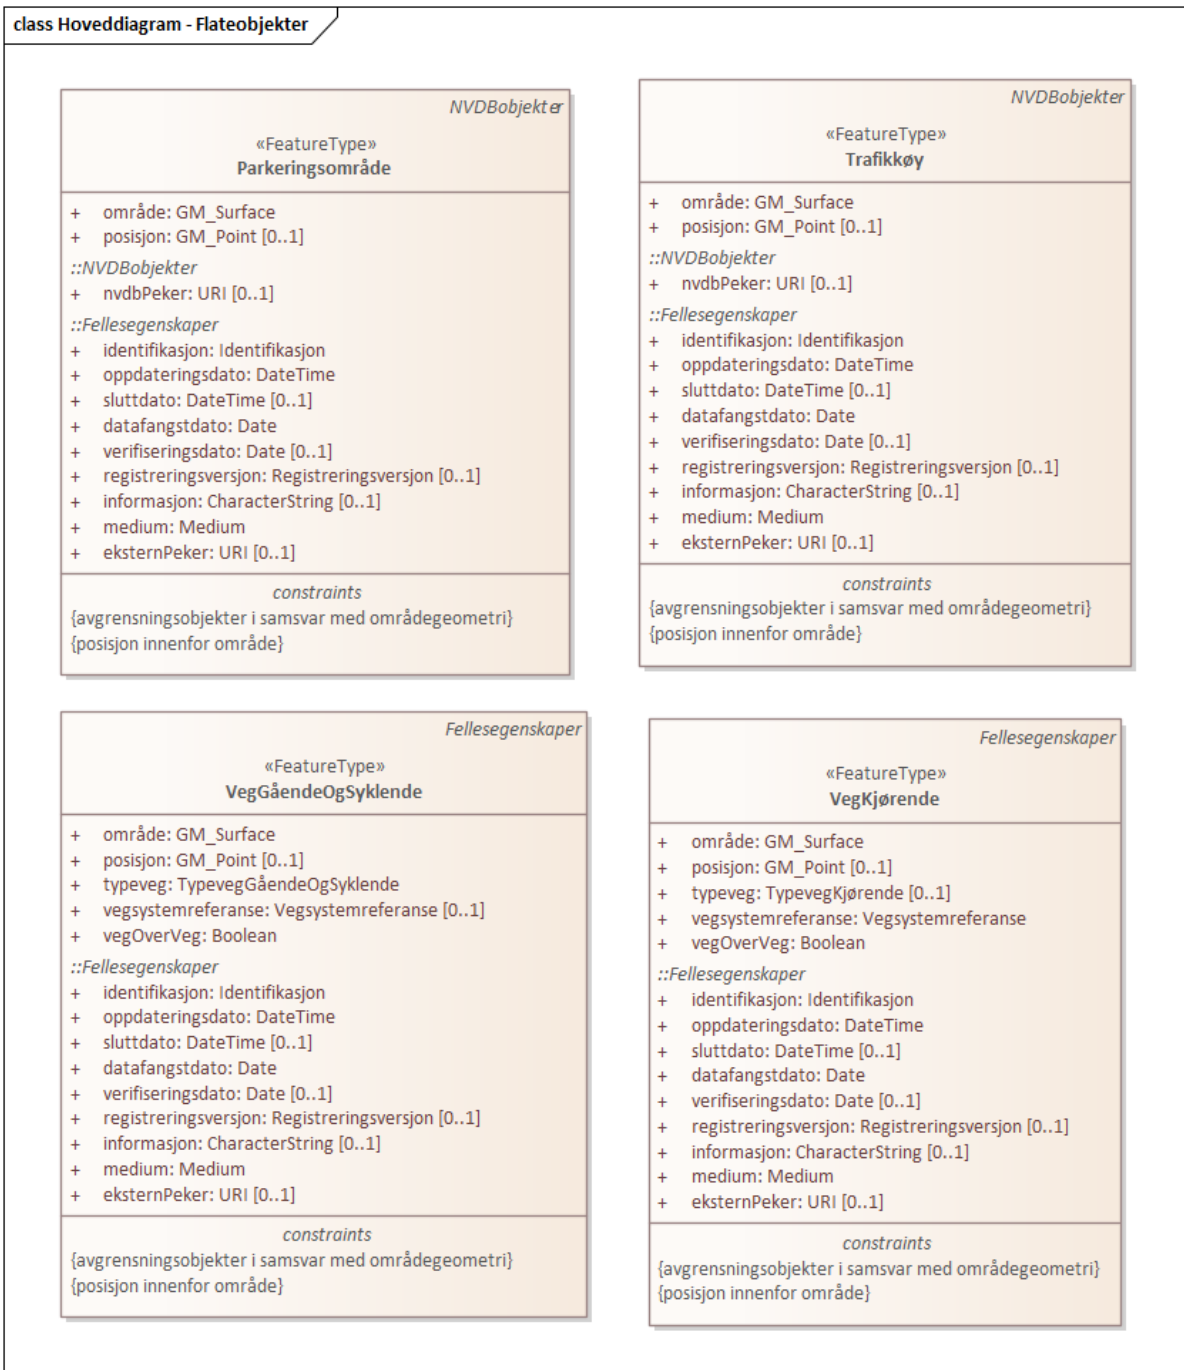 class Hoveddiagram - Flateobjekter
NVDBobjekter
«FeatureType»
Parkeringsområde
+ område: GM_Surface
+ posisjon: GM_Point [0..1]
::NVDBobjekter
+ nvdbPeker: URI [0..1]
::Fellesegenskaper
+ identifikasjon: Identifikasjon
+ oppdateringsdato: DateTime
+ sluttdato: DateTime [0..1]
+ datafangstdato: Date
+ verifiseringsdato: Date [0..1]
+ registreringsversjon: Registreringsversjon [0..1]
+ informasjon: CharacterString [0..1]
+ medium: Medium
+ eksternPeker: URI [0..1]
constraints
{avgrensningsobjekter i samsvar med områdegeometri}
{posisjon innenfor område}
NVDBobjekter
«FeatureType»
Trafikkøy
+ område: GM_Surface
+ posisjon: GM_Point [0..1]
::NVDBobjekter
+ nvdbPeker: URI [0..1]
::Fellesegenskaper
+ identifikasjon: Identifikasjon
+ oppdateringsdato: DateTime
+ sluttdato: DateTime [0..1]
+ datafangstdato: Date
+ verifiseringsdato: Date [0..1]
+ registreringsversjon: Registreringsversjon [0..1]
+ informasjon: CharacterString [0..1]
+ medium: Medium
+ eksternPeker: URI [0..1]
constraints
{avgrensningsobjekter i samsvar med områdegeometri}
{posisjon innenfor område}
Fellesegenskaper
«FeatureType»
VegGåendeOgSyklende
+ område: GM_Surface
+ posisjon: GM_Point [0..1]
+ typeveg: TypevegGåendeOgSyklende
+ vegsystemreferanse: Vegsystemreferanse [0..1]
+ vegOverVeg: Boolean
::Fellesegenskaper
+ identifikasjon: Identifikasjon
+ oppdateringsdato: DateTime
+ sluttdato: DateTime [0..1]
+ datafangstdato: Date
+ verifiseringsdato: Date [0..1]
+ registreringsversjon: Registreringsversjon [0..1]
+ informasjon: CharacterString [0..1]
+ medium: Medium
+ eksternPeker: URI [0..1]
constraints
{avgrensningsobjekter i samsvar med områdegeometri}
{posisjon innenfor område}
Fellesegenskaper
«FeatureType»
VegKjørende
+ område: GM_Surface
+ posisjon: GM_Point [0..1]
+ typeveg: TypevegKjørende [0..1]
+ vegsystemreferanse: Vegsystemreferanse
+ vegOverVeg: Boolean
::Fellesegenskaper
+ identifikasjon: Identifikasjon
+ oppdateringsdato: DateTime
+ sluttdato: DateTime [0..1]
+ datafangstdato: Date
+ verifiseringsdato: Date [0..1]
+ registreringsversjon: Registreringsversjon [0..1]
+ informasjon: CharacterString [0..1]
+ medium: Medium
+ eksternPeker: URI [0..1]
constraints
{avgrensningsobjekter i samsvar med områdegeometri}
{posisjon innenfor område}